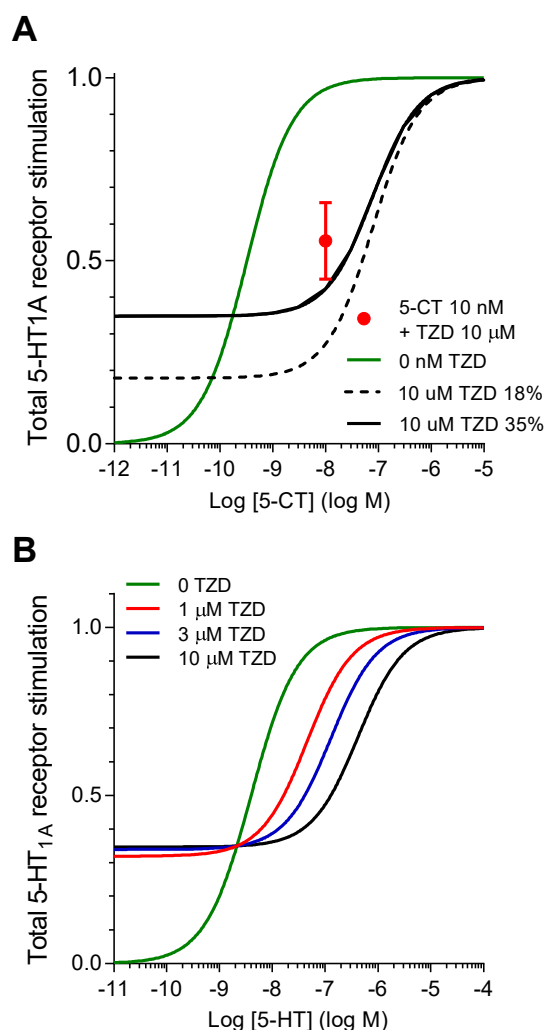 A
Total 5-HT1A receptor stimulation
1.0
0.5
0.0
5-CT 10 nM
+ TZD 10 μM
0 nM TZD
10 uM TZD 18%
10 uM TZD 35%
-12 -11 -10 -9 -8 -7 -6 -5
Log [5-CT] (log M)
B
0 TZD
1 μM TZD
3 μM TZD
10 μM TZD
Total 5-HT1A receptor stimulation
1.0
0.5
0.0
-11 -10 -9 -8 -7 -6 -5 -4
Log [5-HT] (log M)